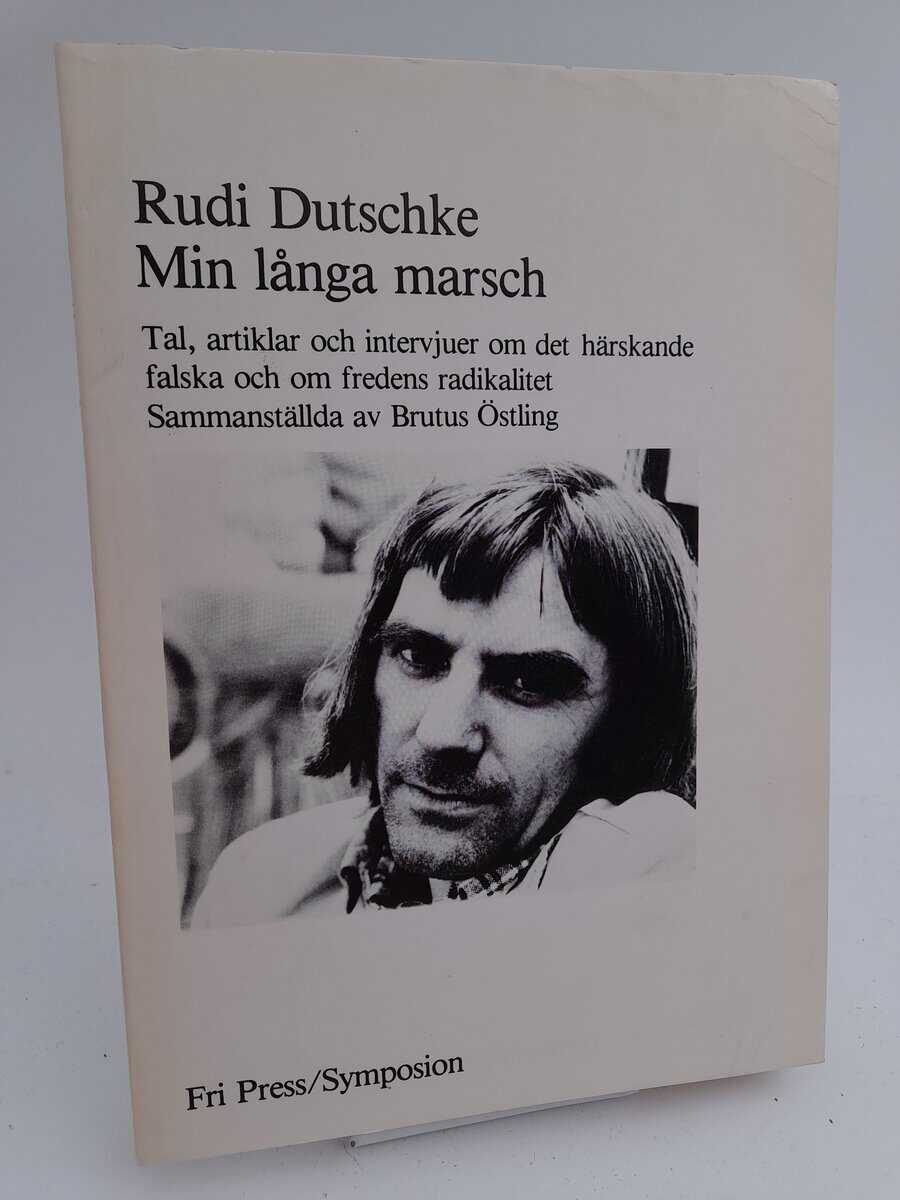 Rudi Dutschke
Min långa marsch
Tal, artiklar och intervjuer om det härskande
falska och om fredens radikalitet
Sammanställda av Brutus Östling
Fri Press/Symposion